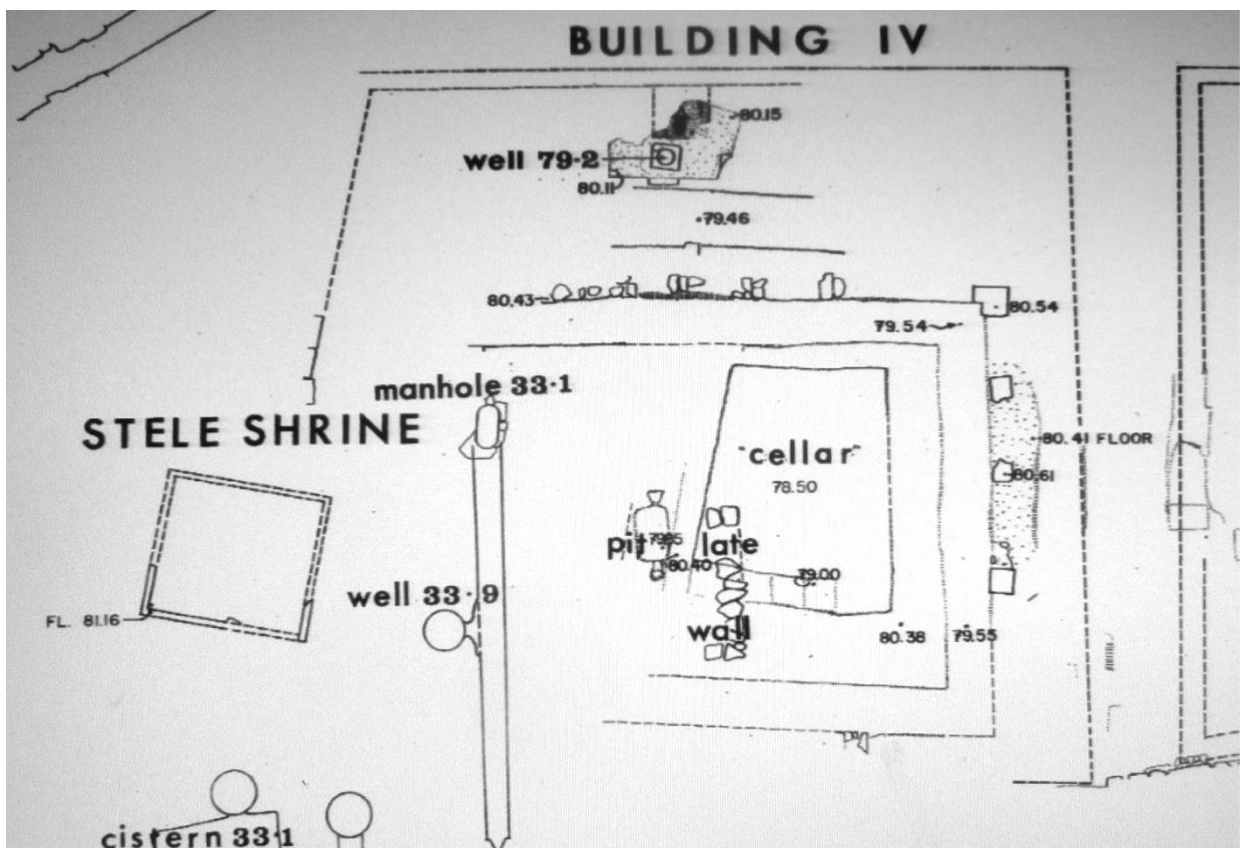 BUILDING IV
80.15
well 79·2
80.11
79.46
80.43
80.54
79.54
manhole 33·1
STELE SHRINE
"cellar"
80.41 FLOOR
78.50
80.61
pit
late
80.40
79.00
well 33·9
FL. 81.16
wall
80.38
79.55
cistern 33·1